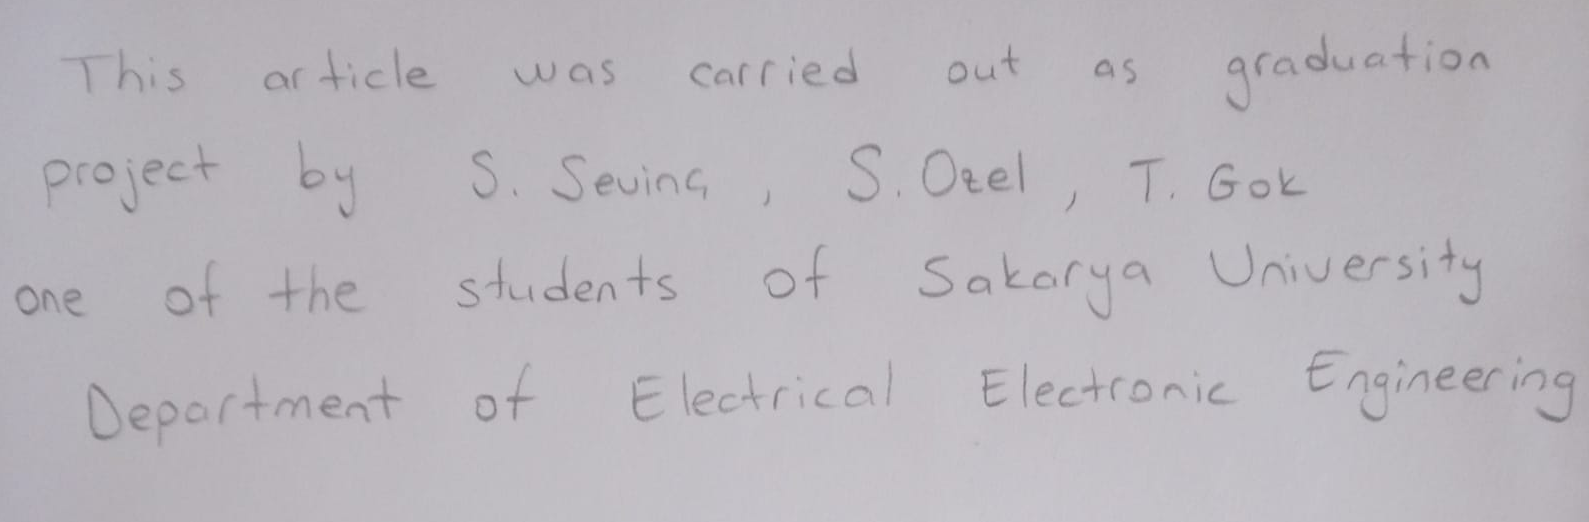 This article was carried out as graduation
project by S. Sevinç , S. Ozel , T. Gok
one of the students of Sakarya University
Department of Electrical Electronic Engineering